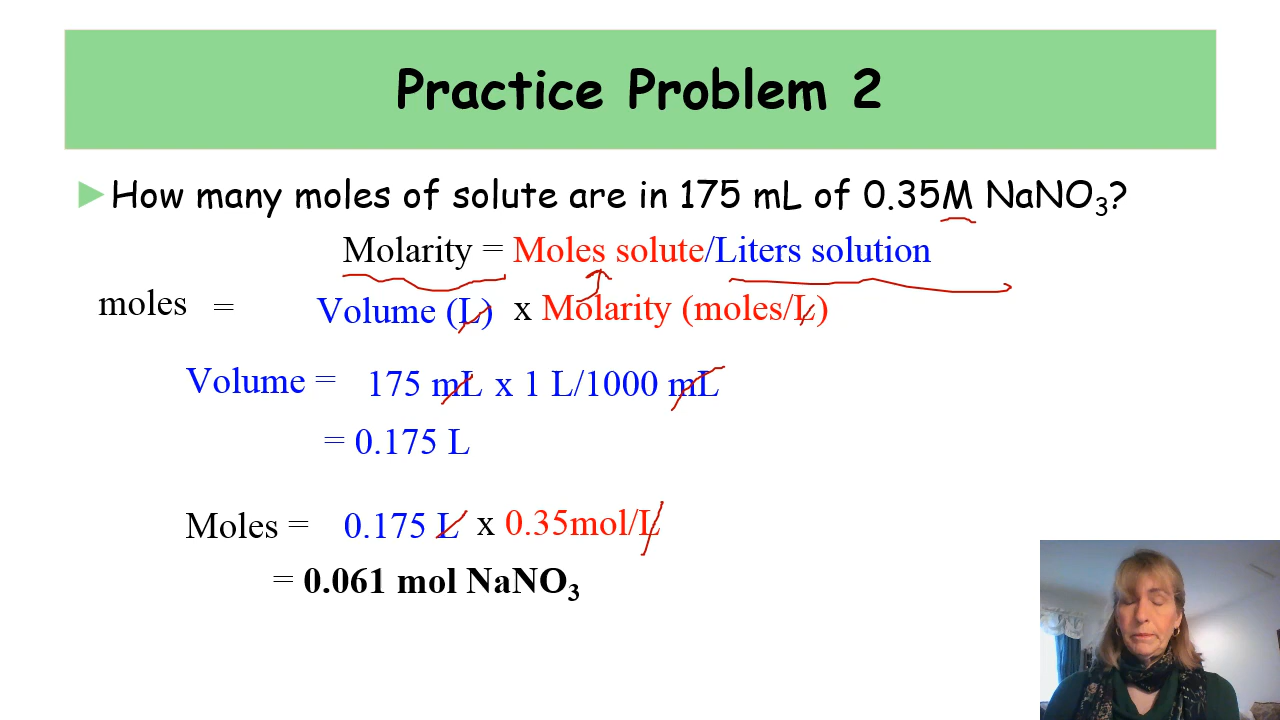 Practice Problem 2
How many moles of solute are in 175 mL of 0.35M NaNO₃?
Molarity = Moles solute/Liters solution
moles = Volume (L) x Molarity (moles/L)
Volume = 175 mL x 1 L/1000 mL
= 0.175 L
Moles = 0.175 L x 0.35mol/L
= 0.061 mol NaNO₃